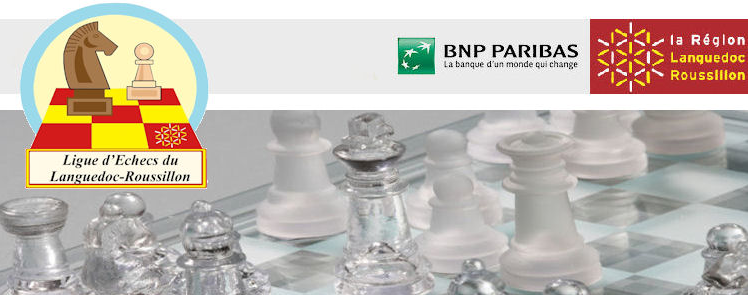 Ligue d'Echecs du
Languedoc-Roussillon
BNP PARIBAS
La banque d'un monde qui change
la Région
Languedoc
Roussillon